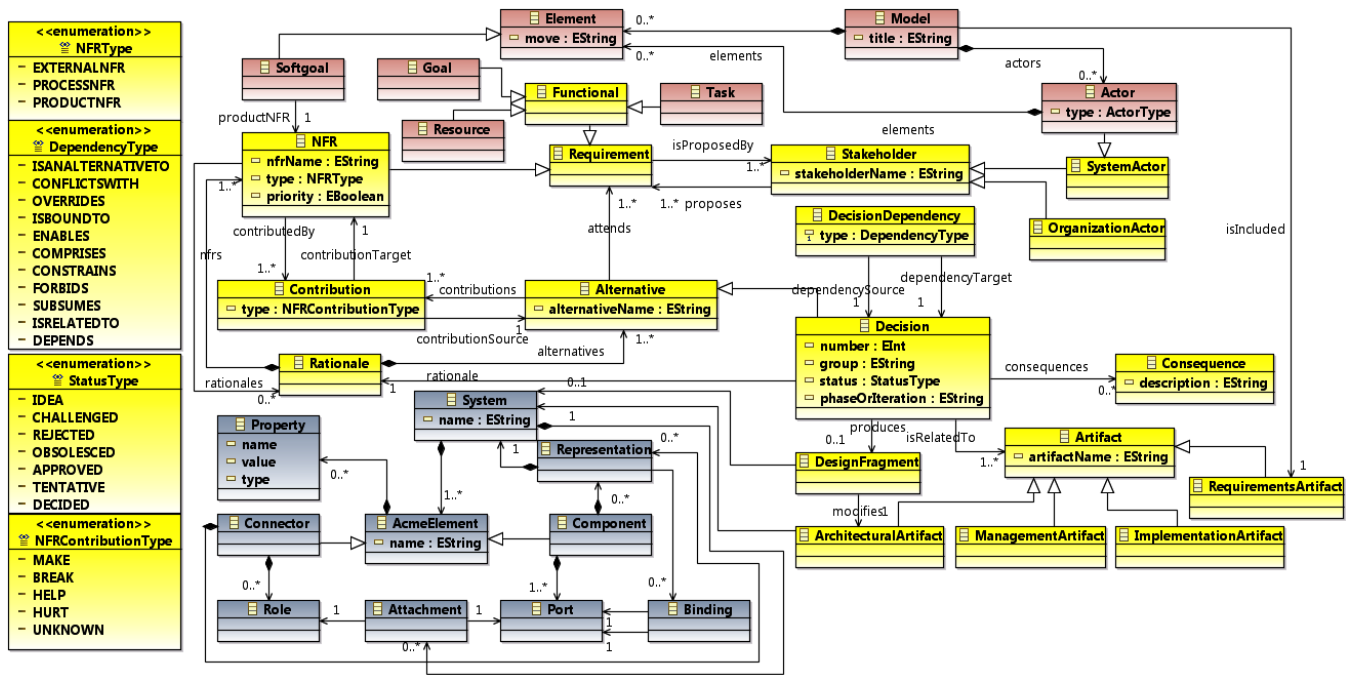 <<enumeration>>
NFRType
EXTERNALNFR
PROCESSNFR
PRODUCTNFR
<<enumeration>>
DependencyType
ISANALTERNATIVETO
CONFLICTSWITH
OVERRIDES
ISBOUNDTO
ENABLES
COMPRISES
CONSTRAINS
FORBIDS
SUBSUMES
ISRELATEDTO
DEPENDS
<<enumeration>>
StatusType
IDEA
CHALLENGED
REJECTED
OBSOLESCED
APPROVED
TENTATIVE
DECIDED
<<enumeration>>
NFRContributionType
MAKE
BREAK
HELP
HURT
UNKNOWN
Element
move : EString
0..*
0..*
elements
Model
title : EString
actors
0..*
Softgoal
Goal
Functional
Task
Actor
type : ActorType
productNFR
1
Resource
elements
NFR
nfrName : EString
type : NFRType
priority : EBoolean
1..*
Requirement
isProposedBy
1..*
1..*
proposes
Stakeholder
stakeholderName : EString
SystemActor
1..*
attends
DecisionDependency
type : DependencyType
OrganizationActor
isIncluded
contributedBy
1
nfrs
contributionTarget
1..*
1..*
contributions
dependencyTarget
dependencySource
1
1
Contribution
type : NFRContributionType
Alternative
alternativeName : EString
1
contributionSource
1..*
alternatives
Decision
number : EInt
group : EString
status : StatusType
phaseOrIteration : EString
Rationale
rationales
0..*
1
rationale
consequences
0..*
Consequence
description : EString
System
name : EString
0..1
1
produces
0..1
isRelatedTo
1..*
Property
name
value
type
0..*
1..*
1
Representation
0..*
0..*
DesignFragment
Artifact
artifactName : EString
1
RequirementsArtifact
modifies
1
Connector
AcmeElement
name : EString
Component
ArchitecturalArtifact
ManagementArtifact
ImplementationArtifact
0..*
1..*
0..*
Role
1
Attachment
1
Port
1
1
Binding
0..*